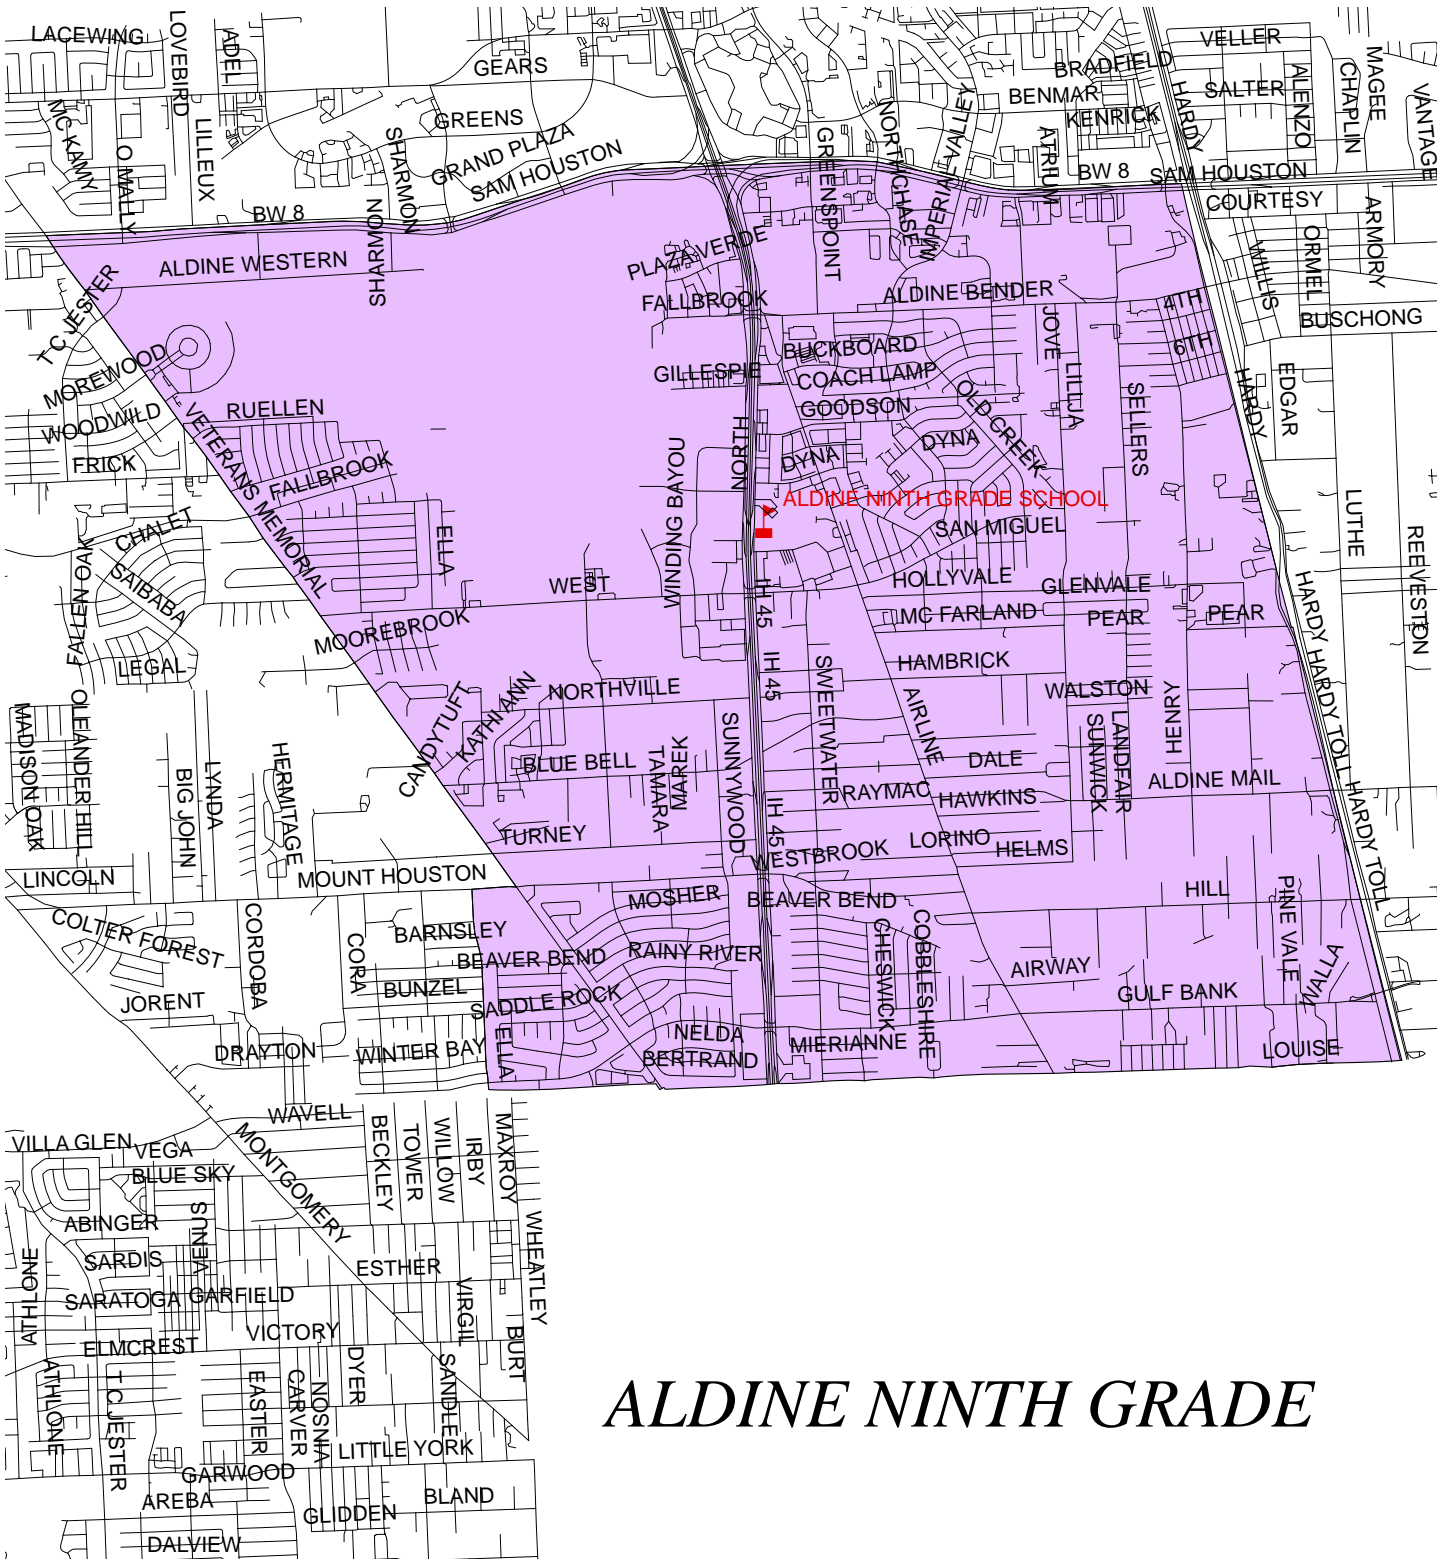 LACEWING
LOVEBIRD
ADEL
GEARS
VELLER
BRADFIELD
MAGEE
CHAPLIN
ALENZO
SALTER
VANTAGE
BENMAR
HARDY
KENRICK
MC KAMY
O MALLY
LILLEUX
SHARMON
GREENS
GRAND PLAZA
SAM HOUSTON
GREENSPOINT
NORTHCHASE
IMPERIAL VALLEY
ATRIUM
BW 8
SAM HOUSTON
COURTESY
ARMORY
BW 8
SHARMON
ALDINE WESTERN
PLAZA VERDE
FALLBROOK
ALDINE BENDER
WILLIS
ORMEL
4TH
BUSCHONG
T C JESTER
6TH
JOVE
BUCKBOARD
MOREWOOD
GILLESPIE
COACH LAMP
LILLJA
OLD CREEK
SELLERS
HARDY
EDGAR
WOODWILD
RUELLEN
GOODSON
DYNA
DYNA
FRICK
VETERANS MEMORIAL
FALLBROOK
NORTH
WINDING BAYOU
ALDINE NINTH GRADE SCHOOL
CHALET
ELLA
SAN MIGUEL
LUTHE
REEVESTON
FALLEN OAK
SAIBABA
WEST
HOLLYVALE
GLENVALE
IH 45
MC FARLAND
PEAR
PEAR
HARDY
HARDY TOLL
MOOREBROOK
LEGAL
HAMBRICK
IH 45
SWEETWATER
NORTHVILLE
WALSTON
AIRLINE
HENRY
CANDYTUFT
KATHI ANN
MADISON OAK
OLEANDER HILL
LYNDA
BIG JOHN
HERMITAGE
SUNNYWOOD
MAREK
TAMARA
BLUE BELL
DALE
SUNWICK
LANDFAIR
ALDINE MAIL
RAYMAC
HAWKINS
IH 45
HARDY TOLL
TURNEY
LORINO
HELMS
WESTBROOK
LINCOLN
MOUNT HOUSTON
MOSHER
BEAVER BEND
HILL
PINE VALE
HARDY TOLL
COLTER FOREST
CORDOBA
CORA
BARNSLEY
BEAVER BEND
RAINY RIVER
CHESWICK
COBBLESHIRE
AIRWAY
WALLA
JORENT
BUNZEL
SADDLE ROCK
GULF BANK
NELDA
DRAYTON
WINTER BAY
ELLA
BERTRAND
MIERIANNE
LOUISE
WAVELL
VILLA GLEN
VEGA
BLUE SKY
MONTGOMERY
BECKLEY
TOWER
WILLOW
IRBY
MAXROY
ABINGER
SUNEV
WHEATLEY
ATHLONE
SARDIS
ESTHER
SARATOGA
GARFIELD
VIRGIL
VICTORY
ELMCREST
BURT
ATHLONE
T C JESTER
EASTER
CARVER
NOSNIA
DYER
SANDLE
ALDINE NINTH GRADE
LITTLE YORK
GARWOOD
AREBA
GLIDDEN
BLAND
DALVIEW